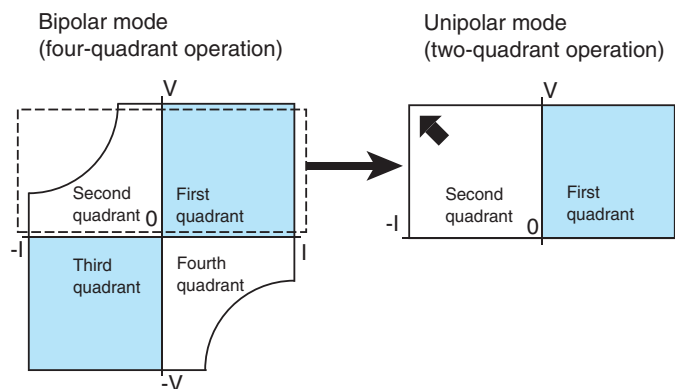 Bipolar mode
(four-quadrant operation)
Unipolar mode
(two-quadrant operation)
V
Second
quadrant
First
quadrant
0
-I
I
Third
quadrant
Fourth
quadrant
-V
V
Second
quadrant
First
quadrant
0
-I